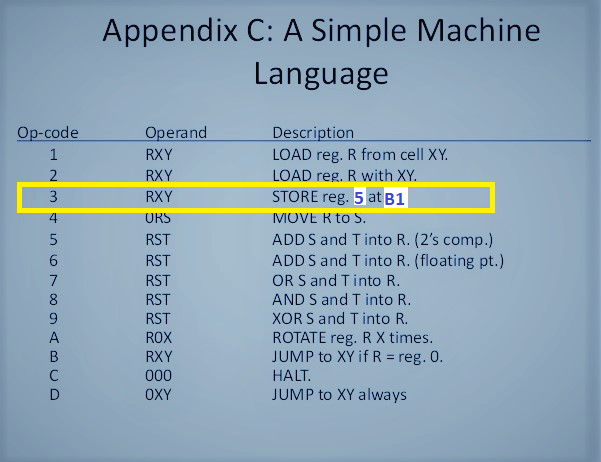 Appendix C: A Simple Machine
Language
Op-code Operand Description
1 RXY LOAD reg. R from cell XY.
2 RXY LOAD reg. R with XY.
3 RXY STORE reg. 5 at B1
4 0RS MOVE R to S.
5 RST ADD S and T into R. (2's comp.)
6 RST ADD S and T into R. (floating pt.)
7 RST OR S and T into R.
8 RST AND S and T into R.
9 RST XOR S and T into R.
A R0X ROTATE reg. R X times.
B RXY JUMP to XY if R = reg. 0.
C 000 HALT.
D 0XY JUMP to XY always